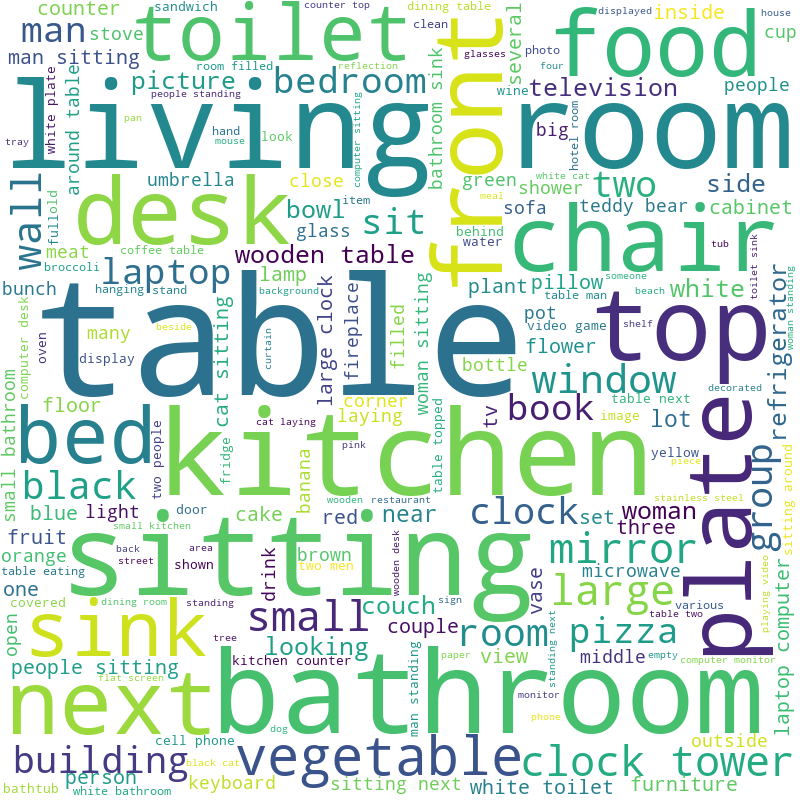 counter
sandwich
counter top
dining table
displayed
house
man
stove
toilet
clean
several
food
inside
cup
man sitting
room filled
reflection
glasses
photo
four
picture
bedroom
front
wine
television
people
white plate
people standing
living room
pan
computer sitting
bathroom sink
big
hotel room
tray
around table
hand
mouse
look
green
white cat
shower
two
side
wall
umbrella
close
meal
sofa
teddy bear
cabinet
full
old
desk
bowl
item
sit
glass
behind
water
chair
tub
toilet sink
meat
coffee table
wooden table
broccoli
laptop
lamp
plant
pillow
someone
white
woman standing
bunch
hanging
stand
background
table
top
table man
beach
refrigerator
computer desk
many
beside
cat sitting
large clock
fireplace
filled
woman sitting
pot
video game
shelf
oven
display
curtain
flower
bottle
window
table next
decorated
plate
floor
corner
laying
tv
book
image
lot
small bathroom
bed
two people
cat laying
kitchen
pink
table topped
yellow
group
piece
sitting around
black
fridge
banana
wooden
restaurant
stainless steel
blue
light
door
cake
red
near
clock
set
woman
three
fruit
small kitchen
orange
back
street
area
shown
sitting
brown
two men
wooden desk
mirror
table eating
one
drink
microwave
playing video
covered
dining room
standing
small
couch
sign
vase
large
various
table two
laptop computer
open
sink
tree
looking
couple
room
standing next
pizza
people sitting
kitchen counter
paper
view
middle
empty
computer monitor
flat screen
next
bathroom
man standing
monitor
dog
phone
building
cell phone
vegetable
clock tower
outside
black cat
person
bathtub
white bathroom
keyboard
sitting next
white toilet
furniture